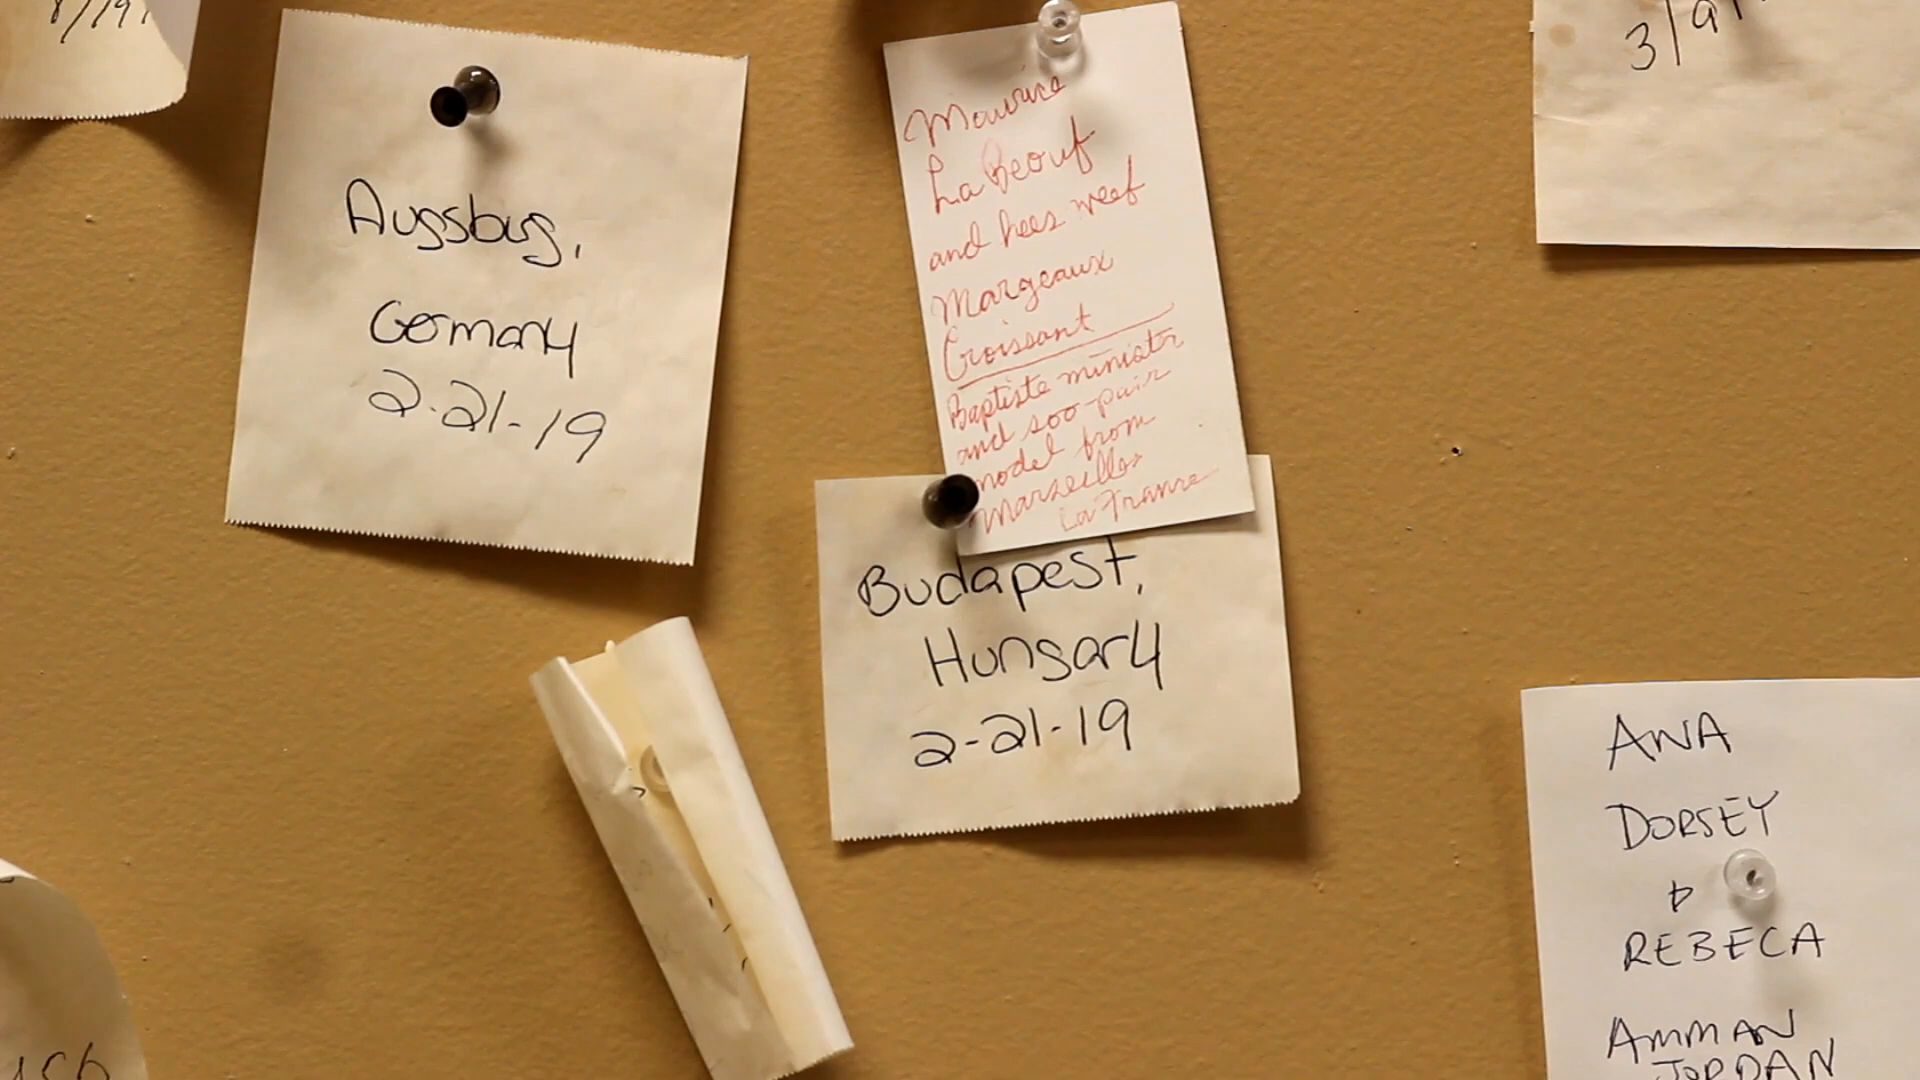 Augsburg,
Germany
2-21-19
Maurice
La Beouf
and hees weef
Margeaux
Croissant
Baptiste minister
and soo-pair
model from
Marseilles
La France
Budapest,
Hungary
2-21-19
3/9
ANA
DORSEY
&
REBECA
AMMAN
JORDAN